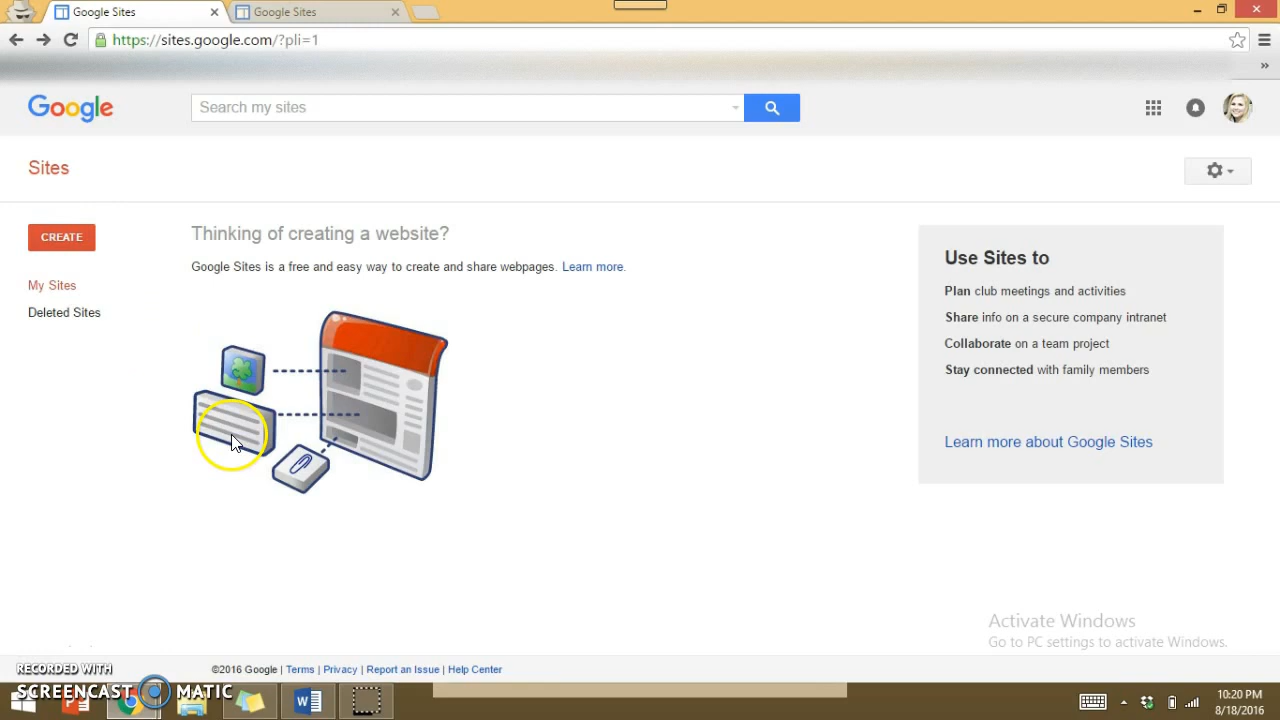 Google Sites
Google Sites
https://sites.google.com/?pli=1
Google
Search my sites
Sites
CREATE
My Sites
Deleted Sites
Thinking of creating a website?
Google Sites is a free and easy way to create and share webpages. Learn more.
Use Sites to
Plan club meetings and activities
Share info on a secure company intranet
Collaborate on a team project
Stay connected with family members
Learn more about Google Sites
Activate Windows
Go to PC settings to activate Windows.
©2016 Google | Terms | Privacy | Report an Issue | Help Center
RECORDED WITH
SCREENCAST MATIC
10:20 PM
8/18/2016